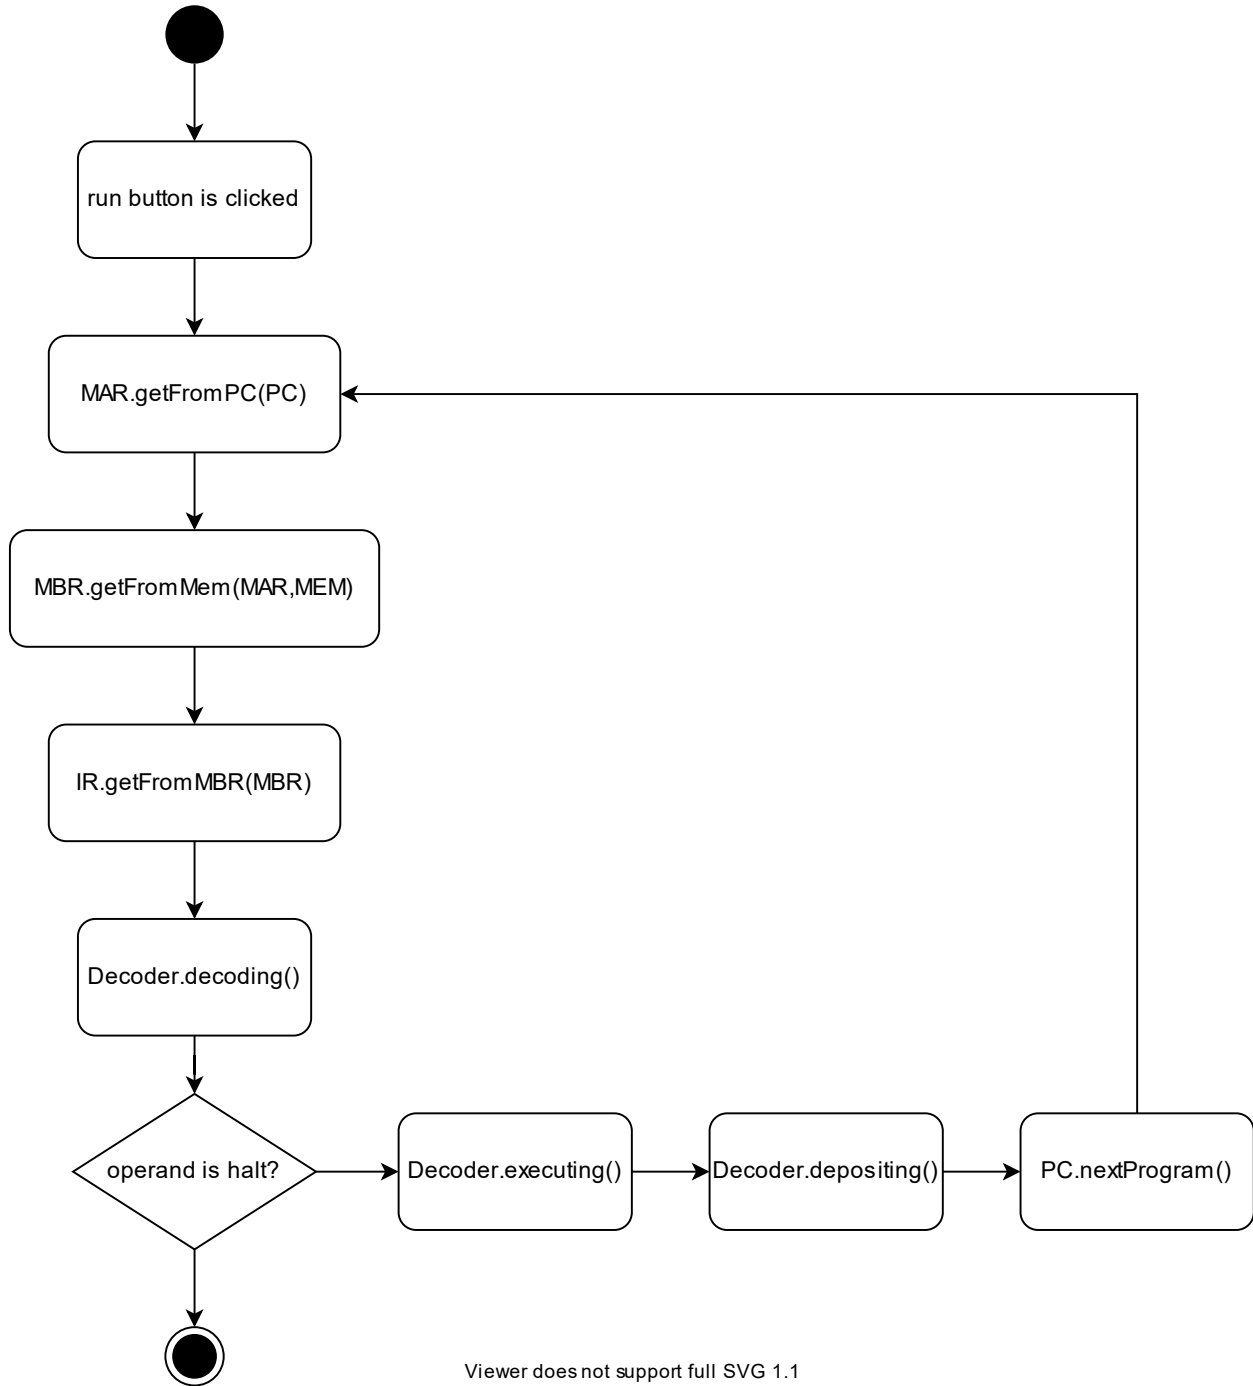 run button is clicked
MAR.getFromPC(PC)
MBR.getFromMem(MAR,MEM)
IR.getFromMBR(MBR)
Decoder.decoding()
operand is halt?
Decoder.executing()
Decoder.depositing()
PC.nextProgram()
Viewer does not support full SVG 1.1